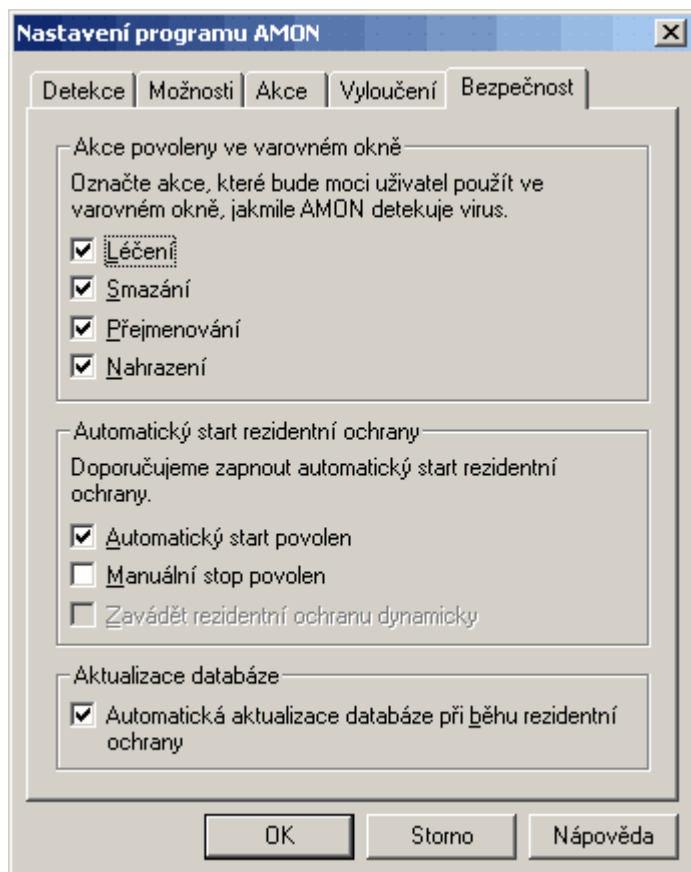 Nastavení programu AMON
Detekce Možnosti Akce Vyloučení Bezpečnost
Akce povoleny ve varovném okně
Označte akce, které bude moci uživatel použít ve
varovném okně, jakmile AMON detekuje virus.
Léčení
Smazání
Přejmenování
Nahrazení
Automatický start rezidentní ochrany
Doporučujeme zapnout automatický start rezidentní
ochrany.
Automatický start povolen
Manuální stop povolen
Zavádět rezidentní ochranu dynamicky
Aktualizace databáze
Automatická aktualizace databáze při běhu rezidentní
ochrany
OK Storno Nápověda